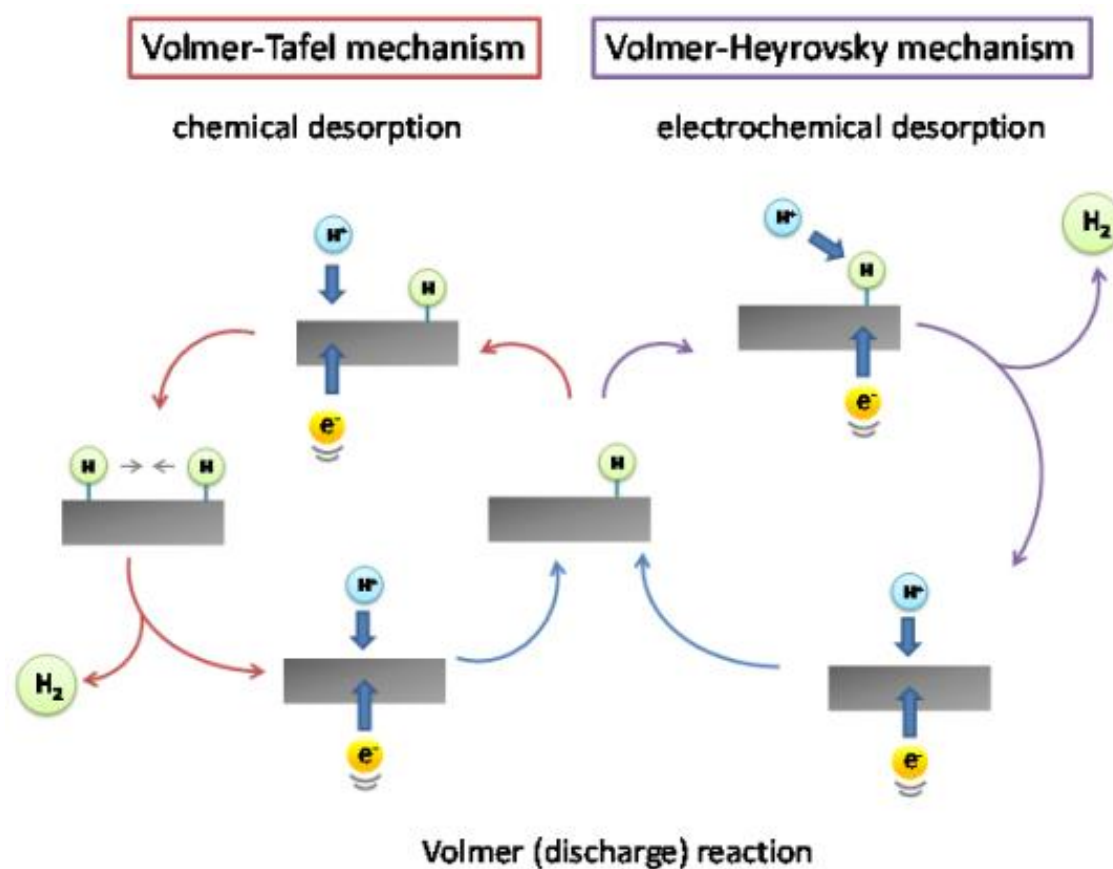 Volmer-Tafel mechanism
Volmer-Heyrovsky mechanism
chemical desorption
electrochemical desorption
H⁺
H
e⁻
H⁺
H
e⁻
H₂
H
H
H
H₂
H⁺
e⁻
H⁺
e⁻
Volmer (discharge) reaction